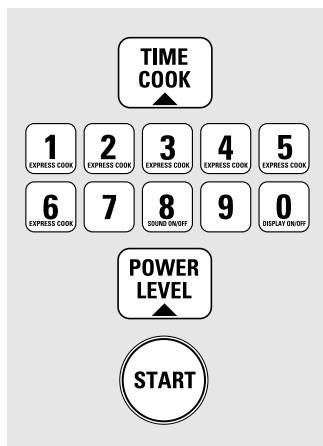 TIME
COOK
1 2 3 4 5
EXPRESS COOK EXPRESS COOK EXPRESS COOK EXPRESS COOK EXPRESS COOK
6 7 8 9 0
EXPRESS COOK SOUND ON/OFF DISPLAY ON/OFF
POWER
LEVEL
START